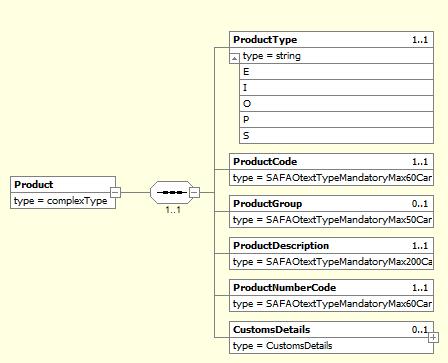 ProductType 1..1
type = string
E
I
O
P
S
ProductCode 1..1
type = SAFAOtextTypeMandatoryMax60Car
ProductGroup 0..1
type = SAFAOtextTypeMandatoryMax50Car
Product
type = complexType
1..1
ProductDescription 1..1
type = SAFAOtextTypeMandatoryMax200Ca
ProductNumberCode 1..1
type = SAFAOtextTypeMandatoryMax60Car
CustomsDetails 0..1
type = CustomsDetails